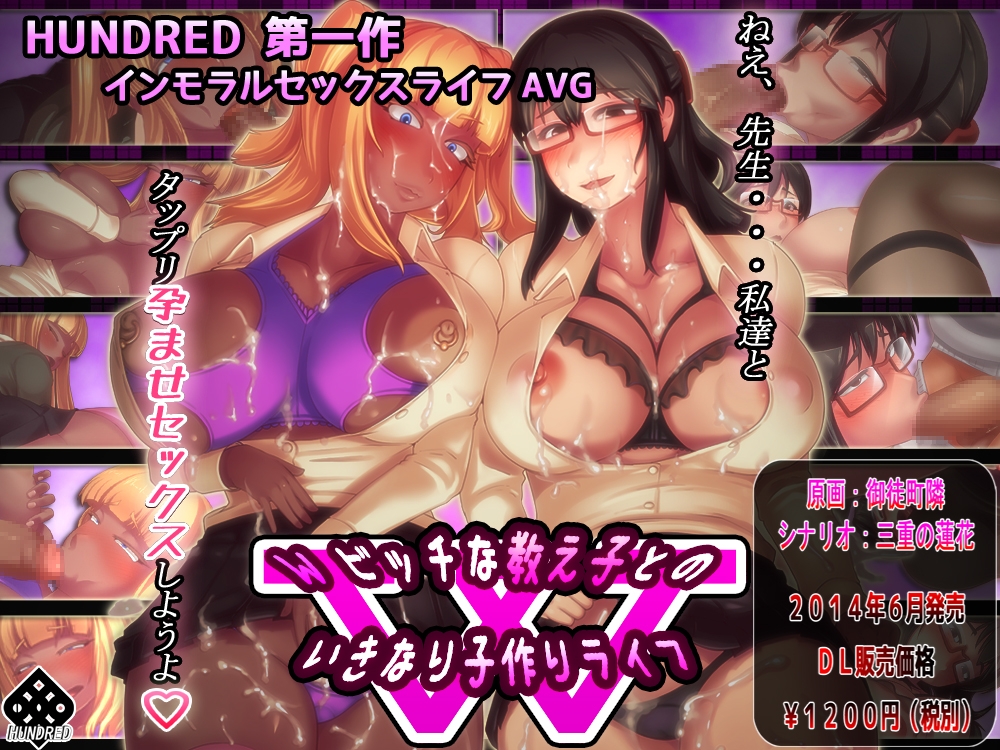 HUNDRED 第一作
インモラルセックスライフAVG
ねえ、先生・・・私達と
タップリ孕ませセックスしようよ♡
W ビッチな教え子との
いきなり子作りライフ
W
原画：御徒町隣
シナリオ：三重の蓮花
2014年6月発売
DL販売価格
￥1200円（税別）
HUNDRED